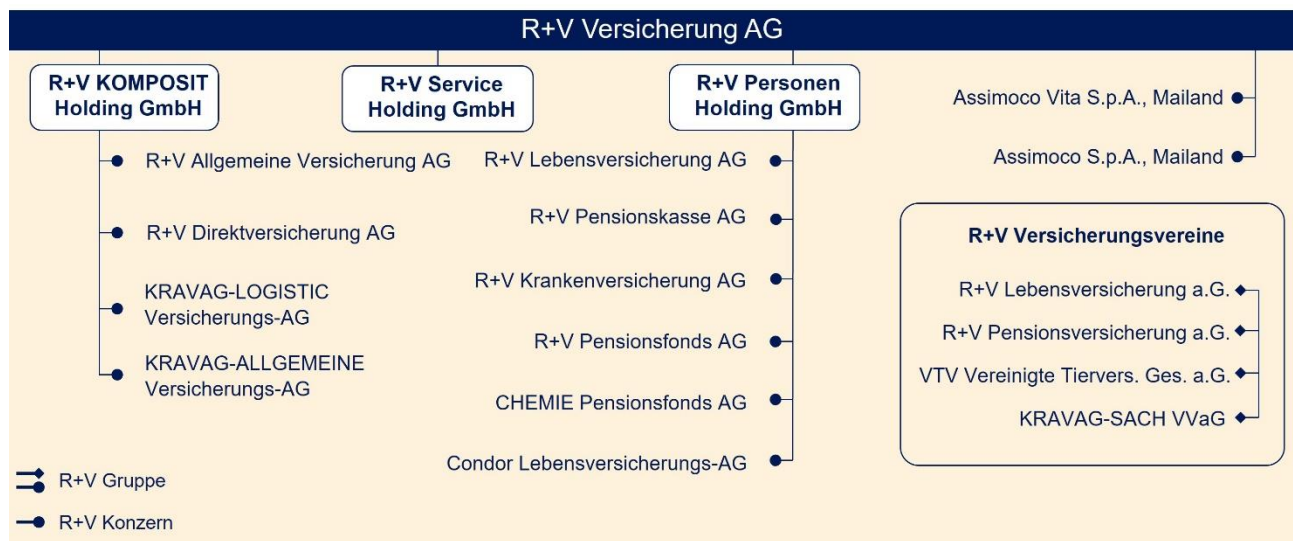 R+V Versicherung AG
R+V KOMPOSIT
Holding GmbH
R+V Allgemeine Versicherung AG
R+V Direktversicherung AG
KRAVAG-LOGISTIC
Versicherungs-AG
KRAVAG-ALLGEMEINE
Versicherungs-AG
R+V Service
Holding GmbH
R+V Personen
Holding GmbH
R+V Lebensversicherung AG
R+V Pensionskasse AG
R+V Krankenversicherung AG
R+V Pensionsfonds AG
CHEMIE Pensionsfonds AG
Condor Lebensversicherungs-AG
Assimoco Vita S.p.A., Mailand
Assimoco S.p.A., Mailand
R+V Versicherungsvereine
R+V Lebensversicherung a.G.
R+V Pensionsversicherung a.G.
VTV Vereinigte Tiervers. Ges. a.G.
KRAVAG-SACH VVaG
R+V Gruppe
R+V Konzern